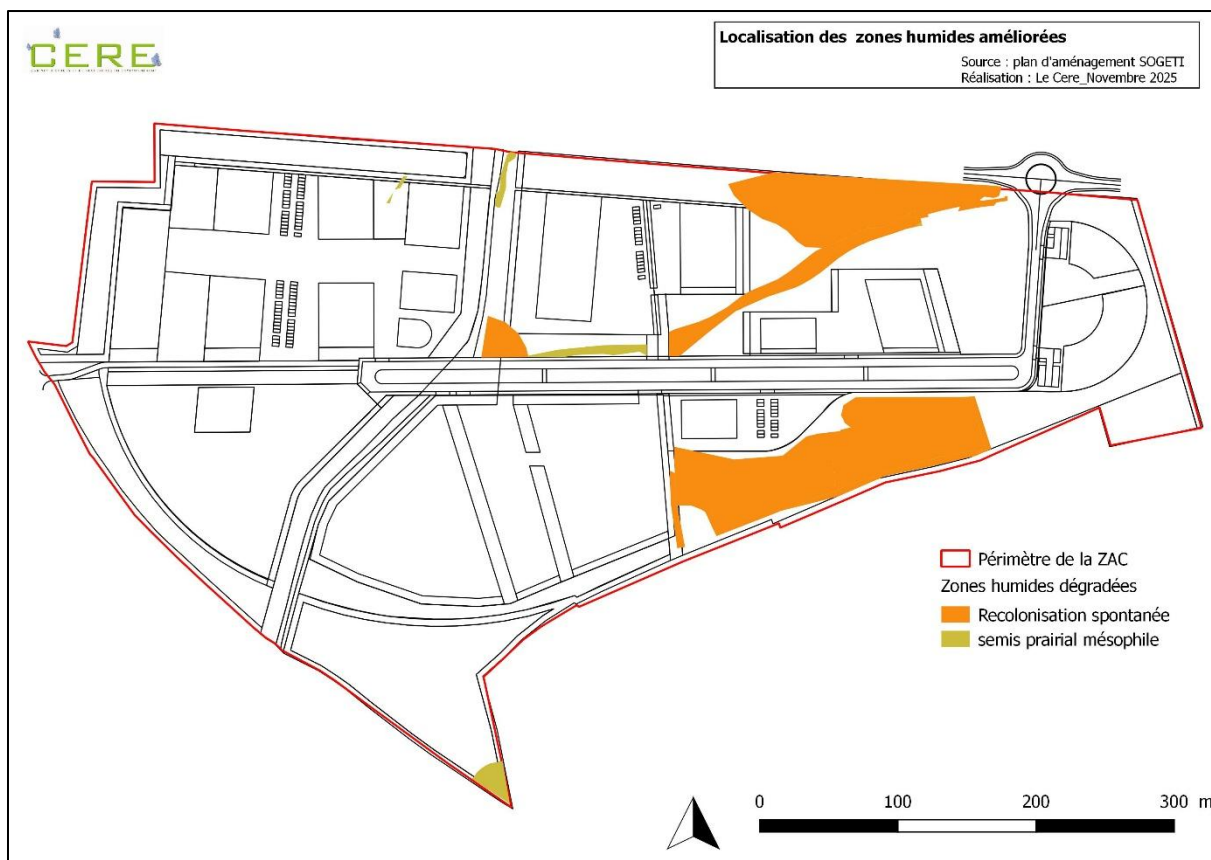 CERE
Localisation des zones humides améliorées
Source : plan d'aménagement SOGETI
Réalisation : Le Cere_Novembre 2025
Périmètre de la ZAC
Zones humides dégradées
Recolonisation spontanée
semis prairial mésophile
0 100 200 300 m